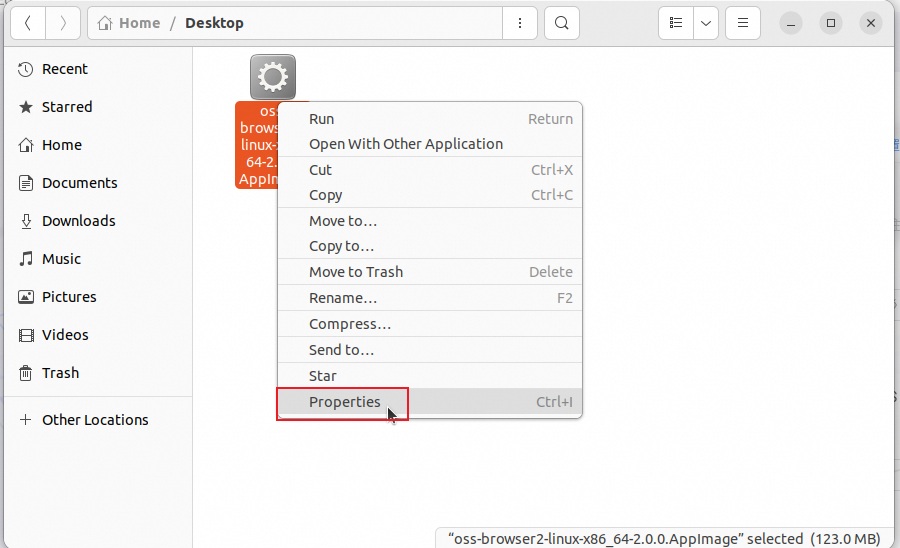 Home / Desktop
Recent
Starred
Home
Documents
Downloads
Music
Pictures
Videos
Trash
Other Locations
Run Return
Open With Other Application
Cut Ctrl+X
Copy Ctrl+C
Move to…
Copy to…
Move to Trash Delete
Rename… F2
Compress…
Send to…
Star
Properties Ctrl+I
"oss-browser2-linux-x86_64-2.0.0.AppImage" selected (123.0 MB)